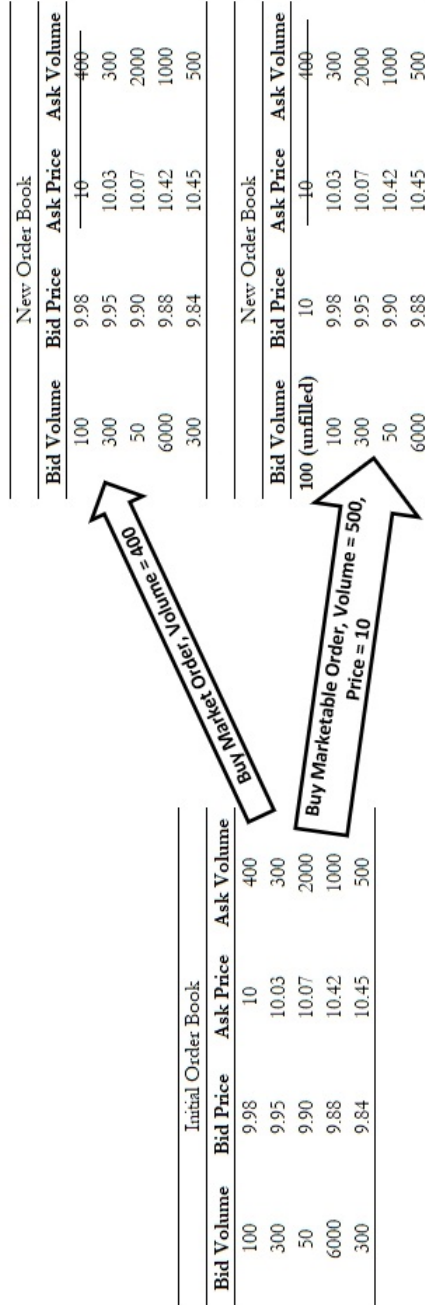 Initial Order Book
Bid Volume Bid Price Ask Price Ask Volume
100 9.98 10 400
300 9.95 10.03 300
50 9.90 10.07 2000
6000 9.88 10.42 1000
300 9.84 10.45 500
Buy Market Order, Volume = 400
Buy Marketable Order, Volume = 500,
Price = 10
New Order Book
Bid Volume Bid Price Ask Price Ask Volume
100 9.98 10 400
300 9.95 10.03 300
50 9.90 10.07 2000
6000 9.88 10.42 1000
300 9.84 10.45 500
New Order Book
Bid Volume Bid Price Ask Price Ask Volume
100 (unfilled) 10 10 400
100 9.98 10.03 300
300 9.95 10.07 2000
50 9.90 10.42 1000
6000 9.88 10.45 500